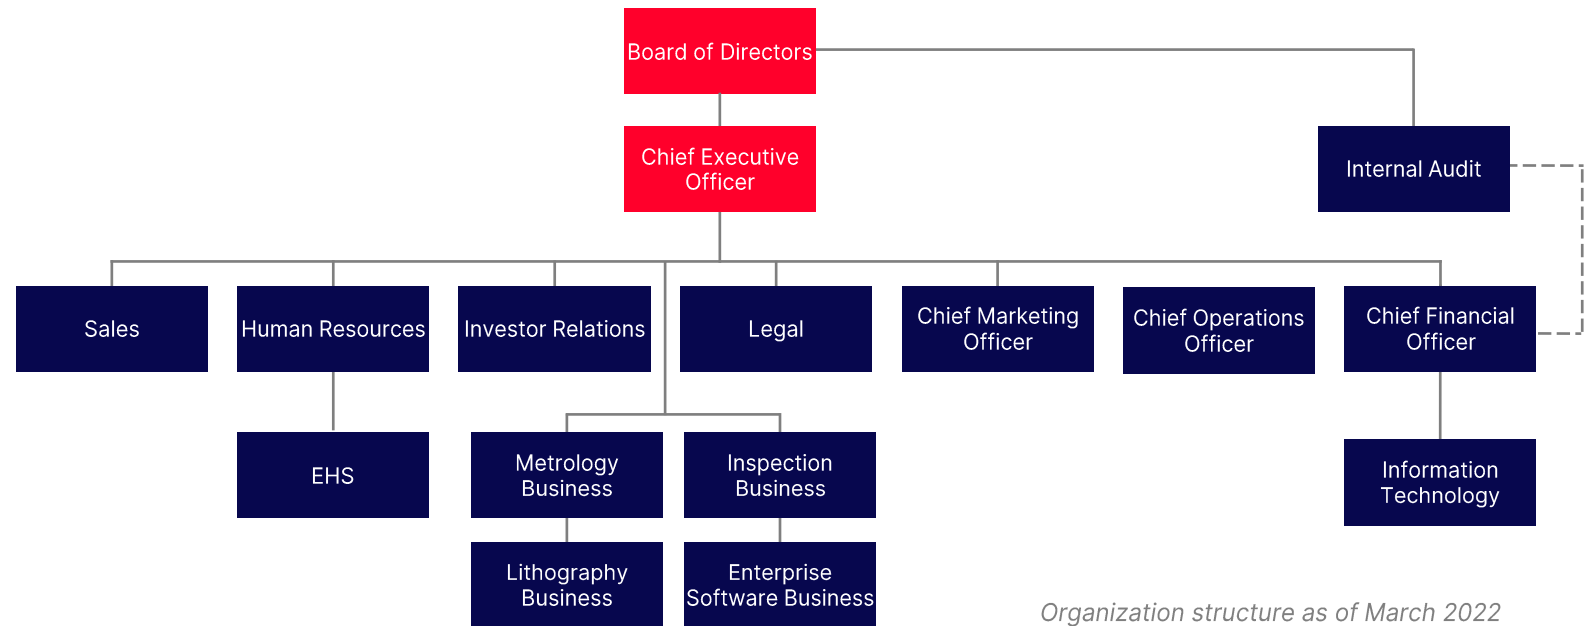 Board of Directors
Chief Executive
Officer
Internal Audit
Sales
Human Resources
Investor Relations
Legal
Chief Marketing
Officer
Chief Operations
Officer
Chief Financial
Officer
EHS
Metrology
Business
Inspection
Business
Information
Technology
Lithography
Business
Enterprise
Software Business
Organization structure as of March 2022